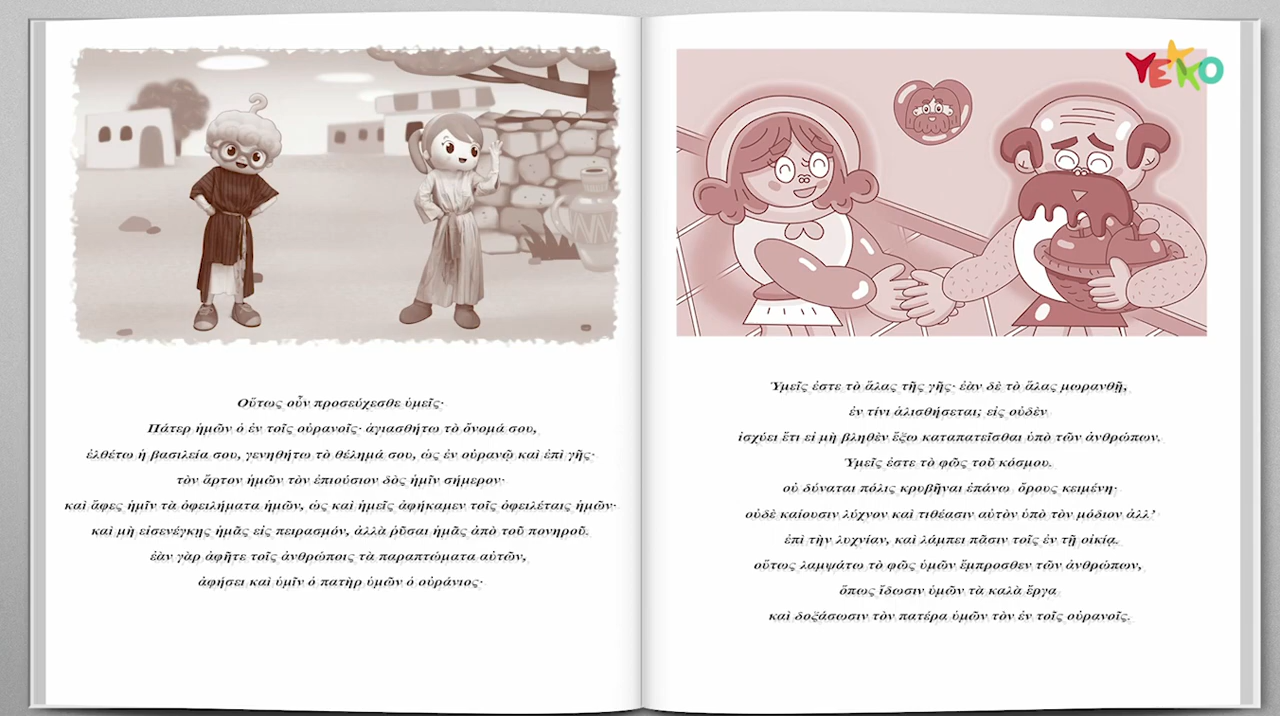 Οὕτως οὖν προσεύχεσθε ὑμεῖς·
Πάτερ ἡμῶν ὁ ἐν τοῖς οὐρανοῖς· ἁγιασθήτω τὸ ὄνομά σου,
ἐλθέτω ἡ βασιλεία σου, γενηθήτω τὸ θέλημά σου, ὡς ἐν οὐρανῷ καὶ ἐπὶ γῆς·
τὸν ἄρτον ἡμῶν τὸν ἐπιούσιον δὸς ἡμῖν σήμερον·
καὶ ἄφες ἡμῖν τὰ ὀφειλήματα ἡμῶν, ὡς καὶ ἡμεῖς ἀφήκαμεν τοῖς ὀφειλέταις ἡμῶν·
καὶ μὴ εἰσενέγκῃς ἡμᾶς εἰς πειρασμόν, ἀλλὰ ῥῦσαι ἡμᾶς ἀπὸ τοῦ πονηροῦ.
ἐὰν γὰρ ἀφῆτε τοῖς ἀνθρώποις τὰ παραπτώματα αὐτῶν,
ἀφήσει καὶ ὑμῖν ὁ πατὴρ ὑμῶν ὁ οὐράνιος·
YEKKO
Ὑμεῖς ἐστε τὸ ἅλας τῆς γῆς· ἐὰν δὲ τὸ ἅλας μωρανθῇ,
ἐν τίνι ἁλισθήσεται; εἰς οὐδὲν
ἰσχύει ἔτι εἰ μὴ βληθὲν ἔξω καταπατεῖσθαι ὑπὸ τῶν ἀνθρώπων.
Ὑμεῖς ἐστε τὸ φῶς τοῦ κόσμου.
οὐ δύναται πόλις κρυβῆναι ἐπάνω ὄρους κειμένη·
οὐδὲ καίουσιν λύχνον καὶ τιθέασιν αὐτὸν ὑπὸ τὸν μόδιον ἀλλ’
ἐπὶ τὴν λυχνίαν, καὶ λάμπει πᾶσιν τοῖς ἐν τῇ οἰκίᾳ.
οὕτως λαμψάτω τὸ φῶς ὑμῶν ἔμπροσθεν τῶν ἀνθρώπων,
ὅπως ἴδωσιν ὑμῶν τὰ καλὰ ἔργα
καὶ δοξάσωσιν τὸν πατέρα ὑμῶν τὸν ἐν τοῖς οὐρανοῖς.